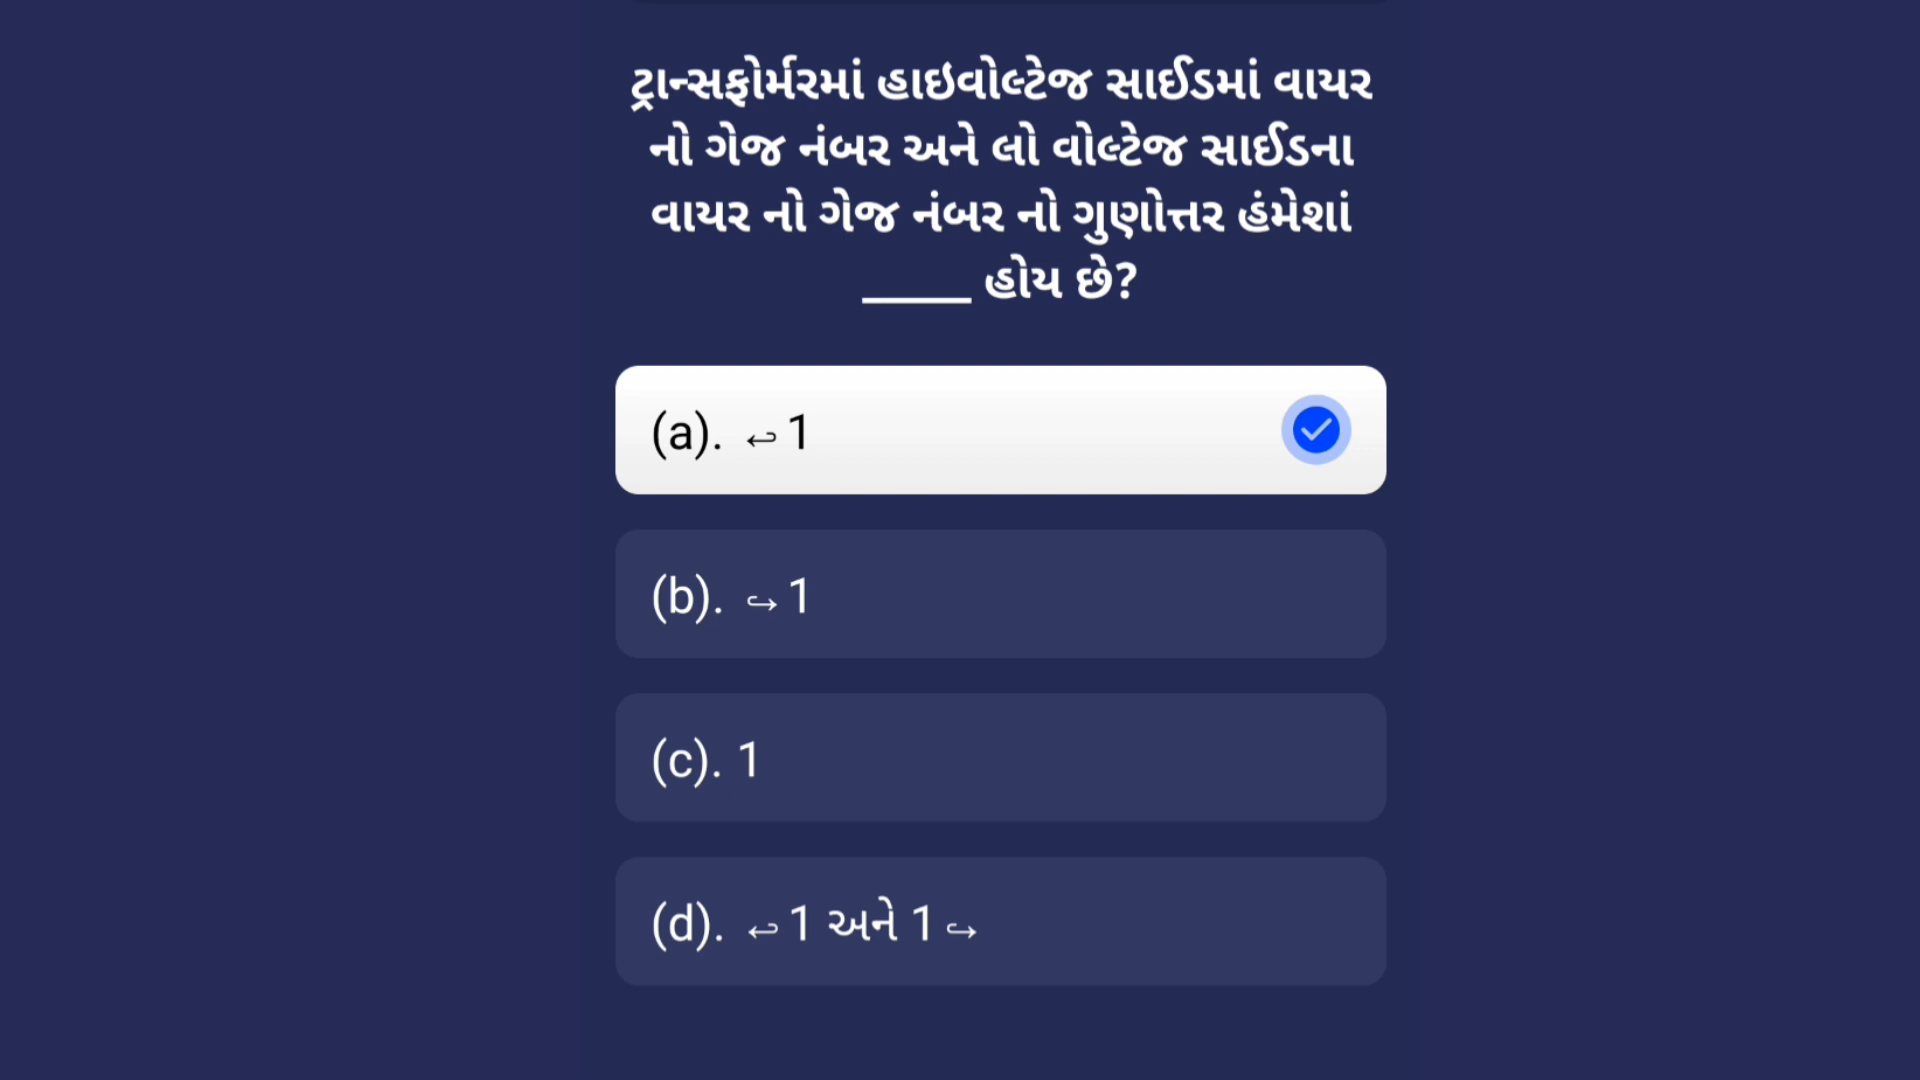 ટ્રાન્સફોર્મરમાં હાઇવોલ્ટેજ સાઈડમાં વાયર
નો ગેજ નંબર અને લો વોલ્ટેજ સાઈડના
વાયર નો ગેજ નંબર નો ગુણોત્તર હંમેશાં
_____ હોય છે?
(a). ↩1
(b). ↪1
(c). 1
(d). ↩1 અને 1↪